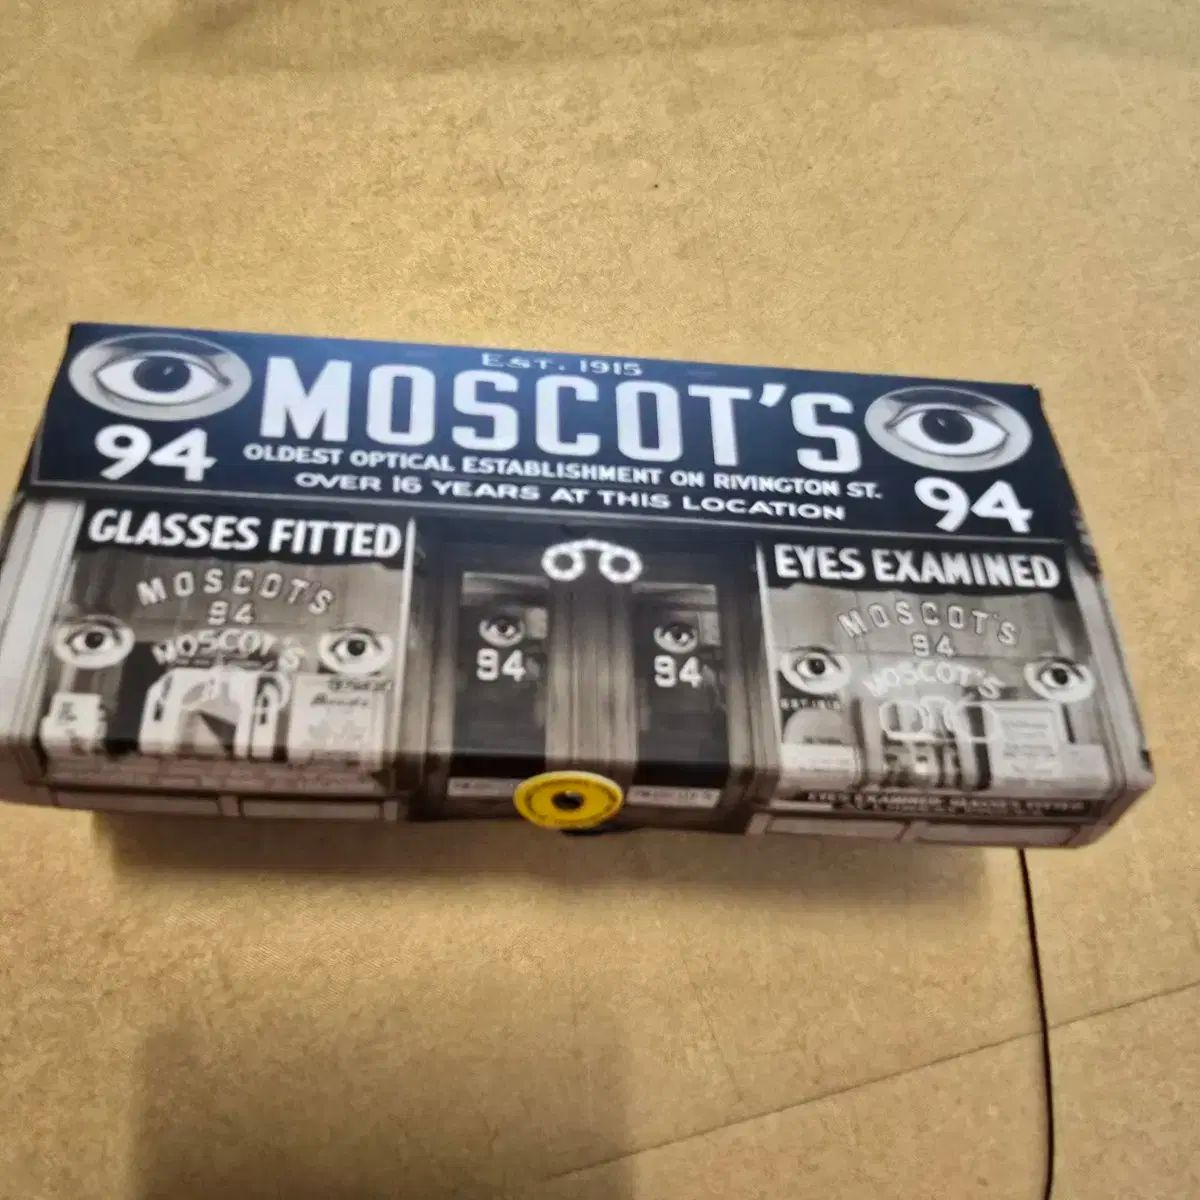 EST. 1915
MOSCOT'S
94 94
OLDEST OPTICAL ESTABLISHMENT ON RIVINGTON ST.
OVER 16 YEARS AT THIS LOCATION
GLASSES FITTED
EYES EXAMINED
MOSCOT'S
94
MOSCOT'S
94
94
MOSCOT'S
94
MOSCOT'S